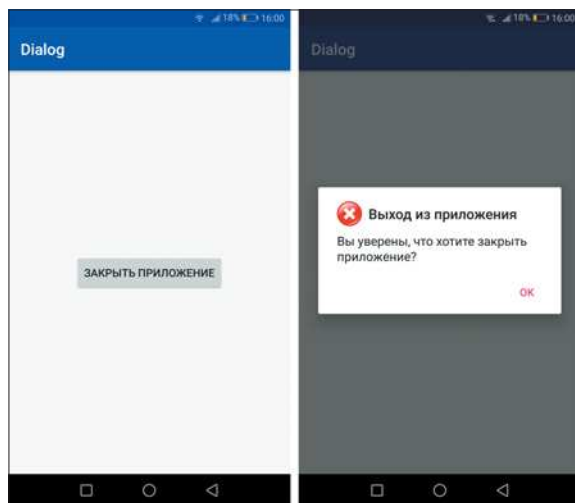 18% 16:00
Dialog
ЗАКРЫТЬ ПРИЛОЖЕНИЕ
18% 16:00
Dialog
Выход из приложения
Вы уверены, что хотите закрыть
приложение?
ОК